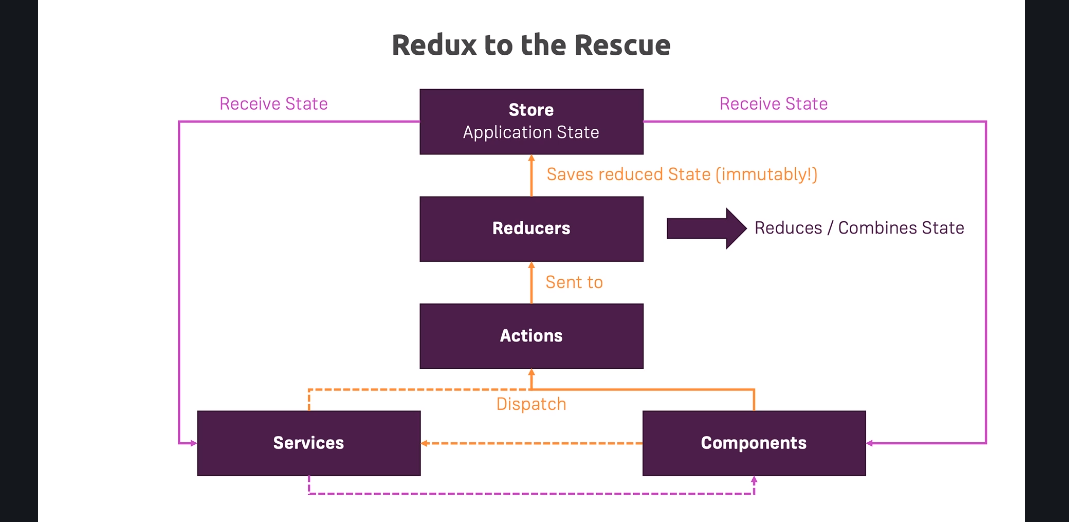 Redux to the Rescue
Receive State
Store
Application State
Receive State
Saves reduced State (immutably!)
Reducers
Reduces / Combines State
Sent to
Actions
Dispatch
Services
Components